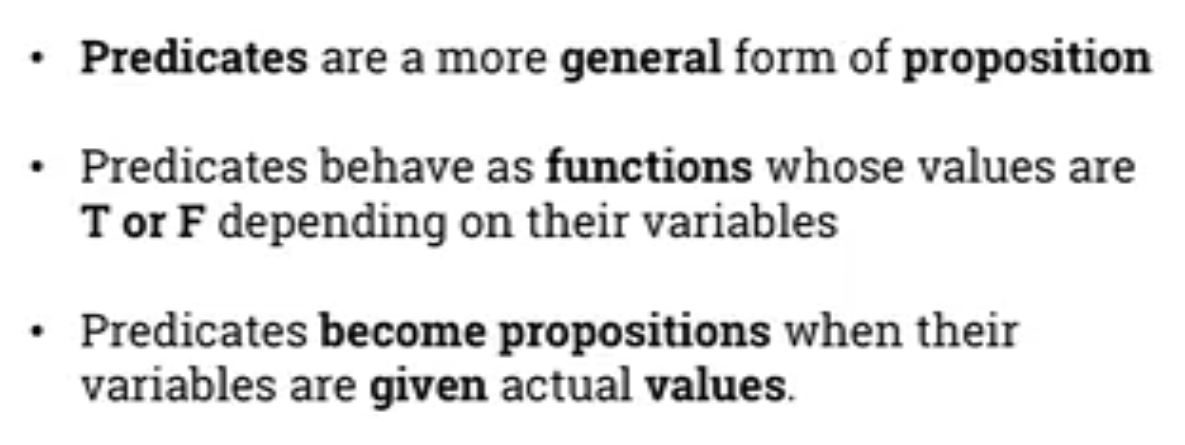 • Predicates are a more general form of proposition
• Predicates behave as functions whose values are
T or F depending on their variables
• Predicates become propositions when their
variables are given actual values.